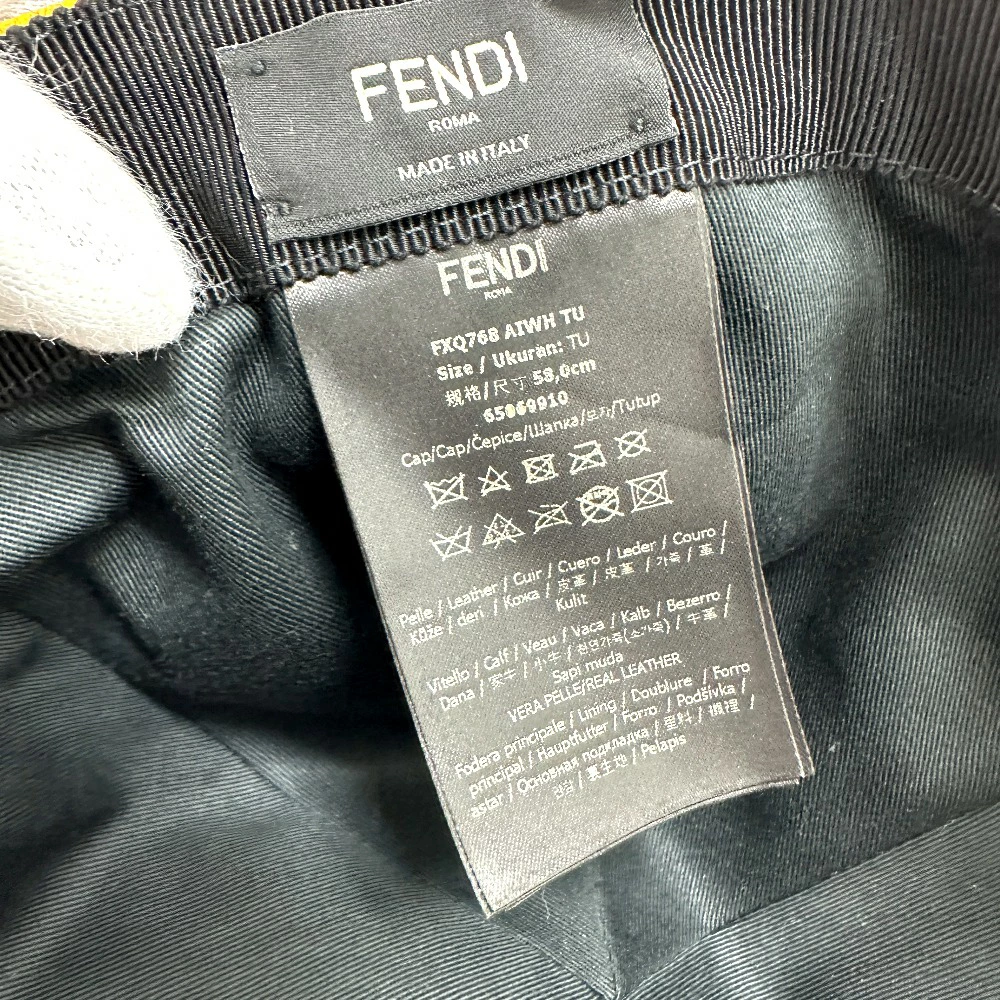 FENDI
ROMA
MADE IN ITALY
FENDI
ROMA
FXQ768 AIWH TU
Size / Ukuran: TU
规格/尺寸 58,0cm
65069910
Cap/Cap/Čepice/Шапка/모자/Tutup
Pelle / Leather / Cuir / Cuero / Leder / Couro /
Kůže / deri / Кожа / 皮革 / 皮革 / 가죽 / 革 /
Kulit
Vitello / Calf / Veau / Vaca / Kalb / Bezerro /
Dana / 家牛 / 小牛 / 천연가죽(소가죽) / 牛革 /
Sapi muda
VERA PELLE/REAL LEATHER
Fodera principale / Lining / Doublure / Forro
principal / Hauptfutter / Forro / Podšívka /
astar / Основная подкладка / 里料 / 襯裡 /
안감 / 裏生地 / Pelapis